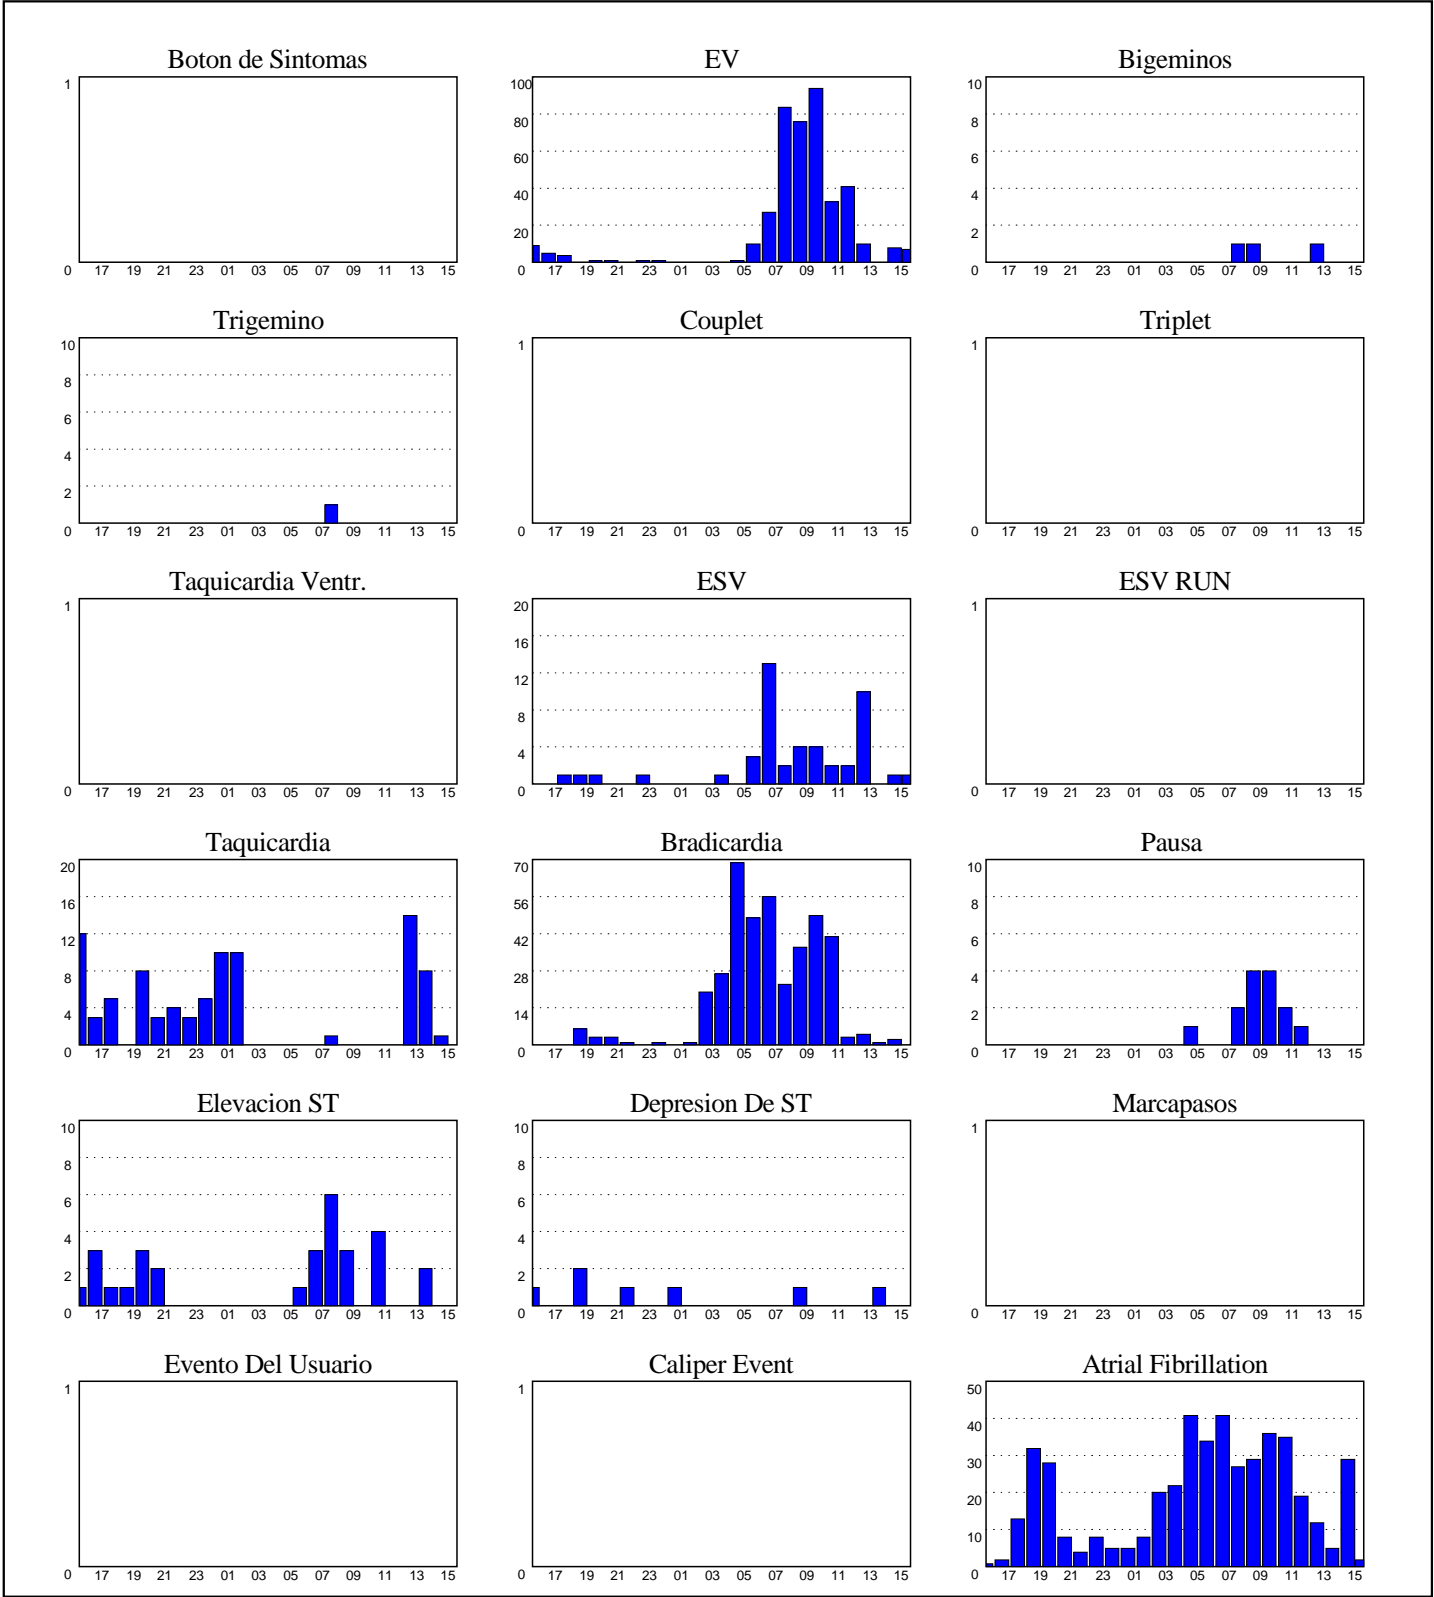 Boton de Sintomas EV Bigeminos
1 100 10
80 8
60 6
40 4
20 2
0 17 19 21 23 01 03 05 07 09 11 13 15 0 17 19 21 23 01 03 05 07 09 11 13 15 0 17 19 21 23 01 03 05 07 09 11 13 15
Trigemino Couplet Triplet
10 1 1
8
6
4
2
0 17 19 21 23 01 03 05 07 09 11 13 15 0 17 19 21 23 01 03 05 07 09 11 13 15 0 17 19 21 23 01 03 05 07 09 11 13 15
Taquicardia Ventr. ESV ESV RUN
1 20 1
16
12
8
4
0 17 19 21 23 01 03 05 07 09 11 13 15 0 17 19 21 23 01 03 05 07 09 11 13 15 0 17 19 21 23 01 03 05 07 09 11 13 15
Taquicardia Bradicardia Pausa
20 70 10
16 56 8
12 42 6
8 28 4
4 14 2
0 17 19 21 23 01 03 05 07 09 11 13 15 0 17 19 21 23 01 03 05 07 09 11 13 15 0 17 19 21 23 01 03 05 07 09 11 13 15
Elevacion ST Depresion De ST Marcapasos
10 10 1
8 8
6 6
4 4
2 2
0 17 19 21 23 01 03 05 07 09 11 13 15 0 17 19 21 23 01 03 05 07 09 11 13 15 0 17 19 21 23 01 03 05 07 09 11 13 15
Evento Del Usuario Caliper Event Atrial Fibrillation
1 1 50
40
30
20
10
0 17 19 21 23 01 03 05 07 09 11 13 15 0 17 19 21 23 01 03 05 07 09 11 13 15 0 17 19 21 23 01 03 05 07 09 11 13 15